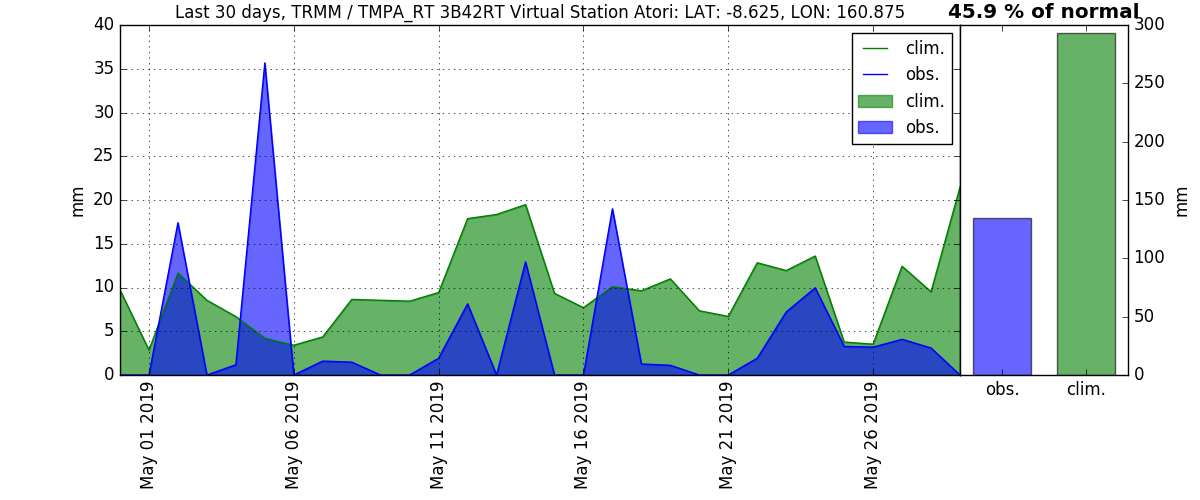 Last 30 days, TRMM / TMPA_RT 3B42RT Virtual Station Atori: LAT: -8.625, LON: 160.875
45.9 % of normal
40
35
30
25
20
15
10
5
0
mm
clim.
obs.
clim.
obs.
300
250
200
150
100
50
0
mm
May 01 2019
May 06 2019
May 11 2019
May 16 2019
May 21 2019
May 26 2019
obs.
clim.